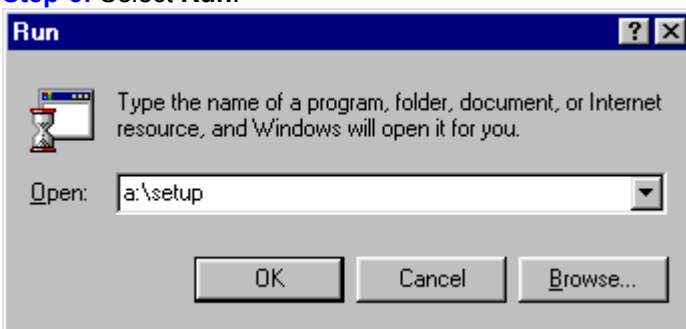 Run
Type the name of a program, folder, document, or Internet
resource, and Windows will open it for you.
Open: a:\setup
OK Cancel Browse...